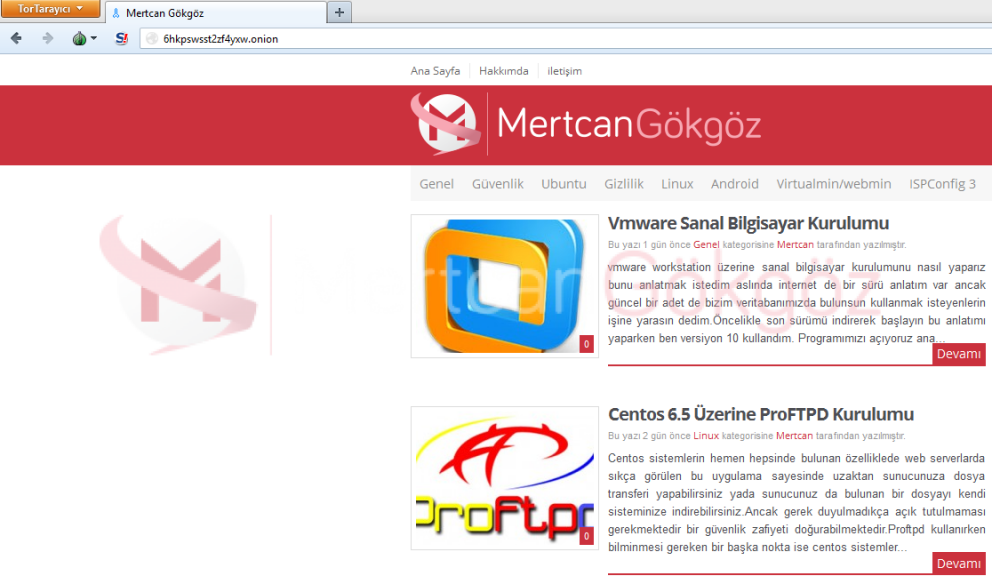 TorTarayıcı
Mertcan Gökgöz
6hkpswsst2zf4yxw.onion
Ana Sayfa Hakkımda iletişim
M MertcanGökgöz
Genel Güvenlik Ubuntu Gizlilik Linux Android Virtualmin/webmin ISPConfig 3
M Mertcan Gökgöz
Vmware Sanal Bilgisayar Kurulumu
Bu yazı 1 gün önce Genel kategorisine Mertcan tarafından yazılmıştır.
vmware workstation üzerine sanal bilgisayar kurulumunu nasıl yaparız
bunu anlatmak istedim aslında internet de bir sürü anlatım var ancak
güncel bir adet de bizim veritabanımızda bulunsun kullanmak isteyenlerin
işine yarasın dedim.Öncelikle son sürümü indirerek başlayın bu anlatımı
yaparken ben versiyon 10 kullandım. Programımızı açıyoruz ana...
0
Devamı
Centos 6.5 Üzerine ProFTPD Kurulumu
Bu yazı 2 gün önce Linux kategorisine Mertcan tarafından yazılmıştır.
Centos sistemlerin hemen hepsinde bulunan özelliklede web serverlarda
sıkça görülen bu uygulama sayesinde uzaktan sunucunuza dosya
transferi yapabilirsiniz yada sunucunuz da bulunan bir dosyayı kendi
sisteminize indirebilirsiniz.Ancak gerek duyulmadıkça açık tutulmaması
gerekmektedir bir güvenlik zafiyeti doğurabilmektedir.Proftpd kullanırken
bilminmesi gereken bir başka nokta ise centos sistemler...
ProFtpd
0
Devamı